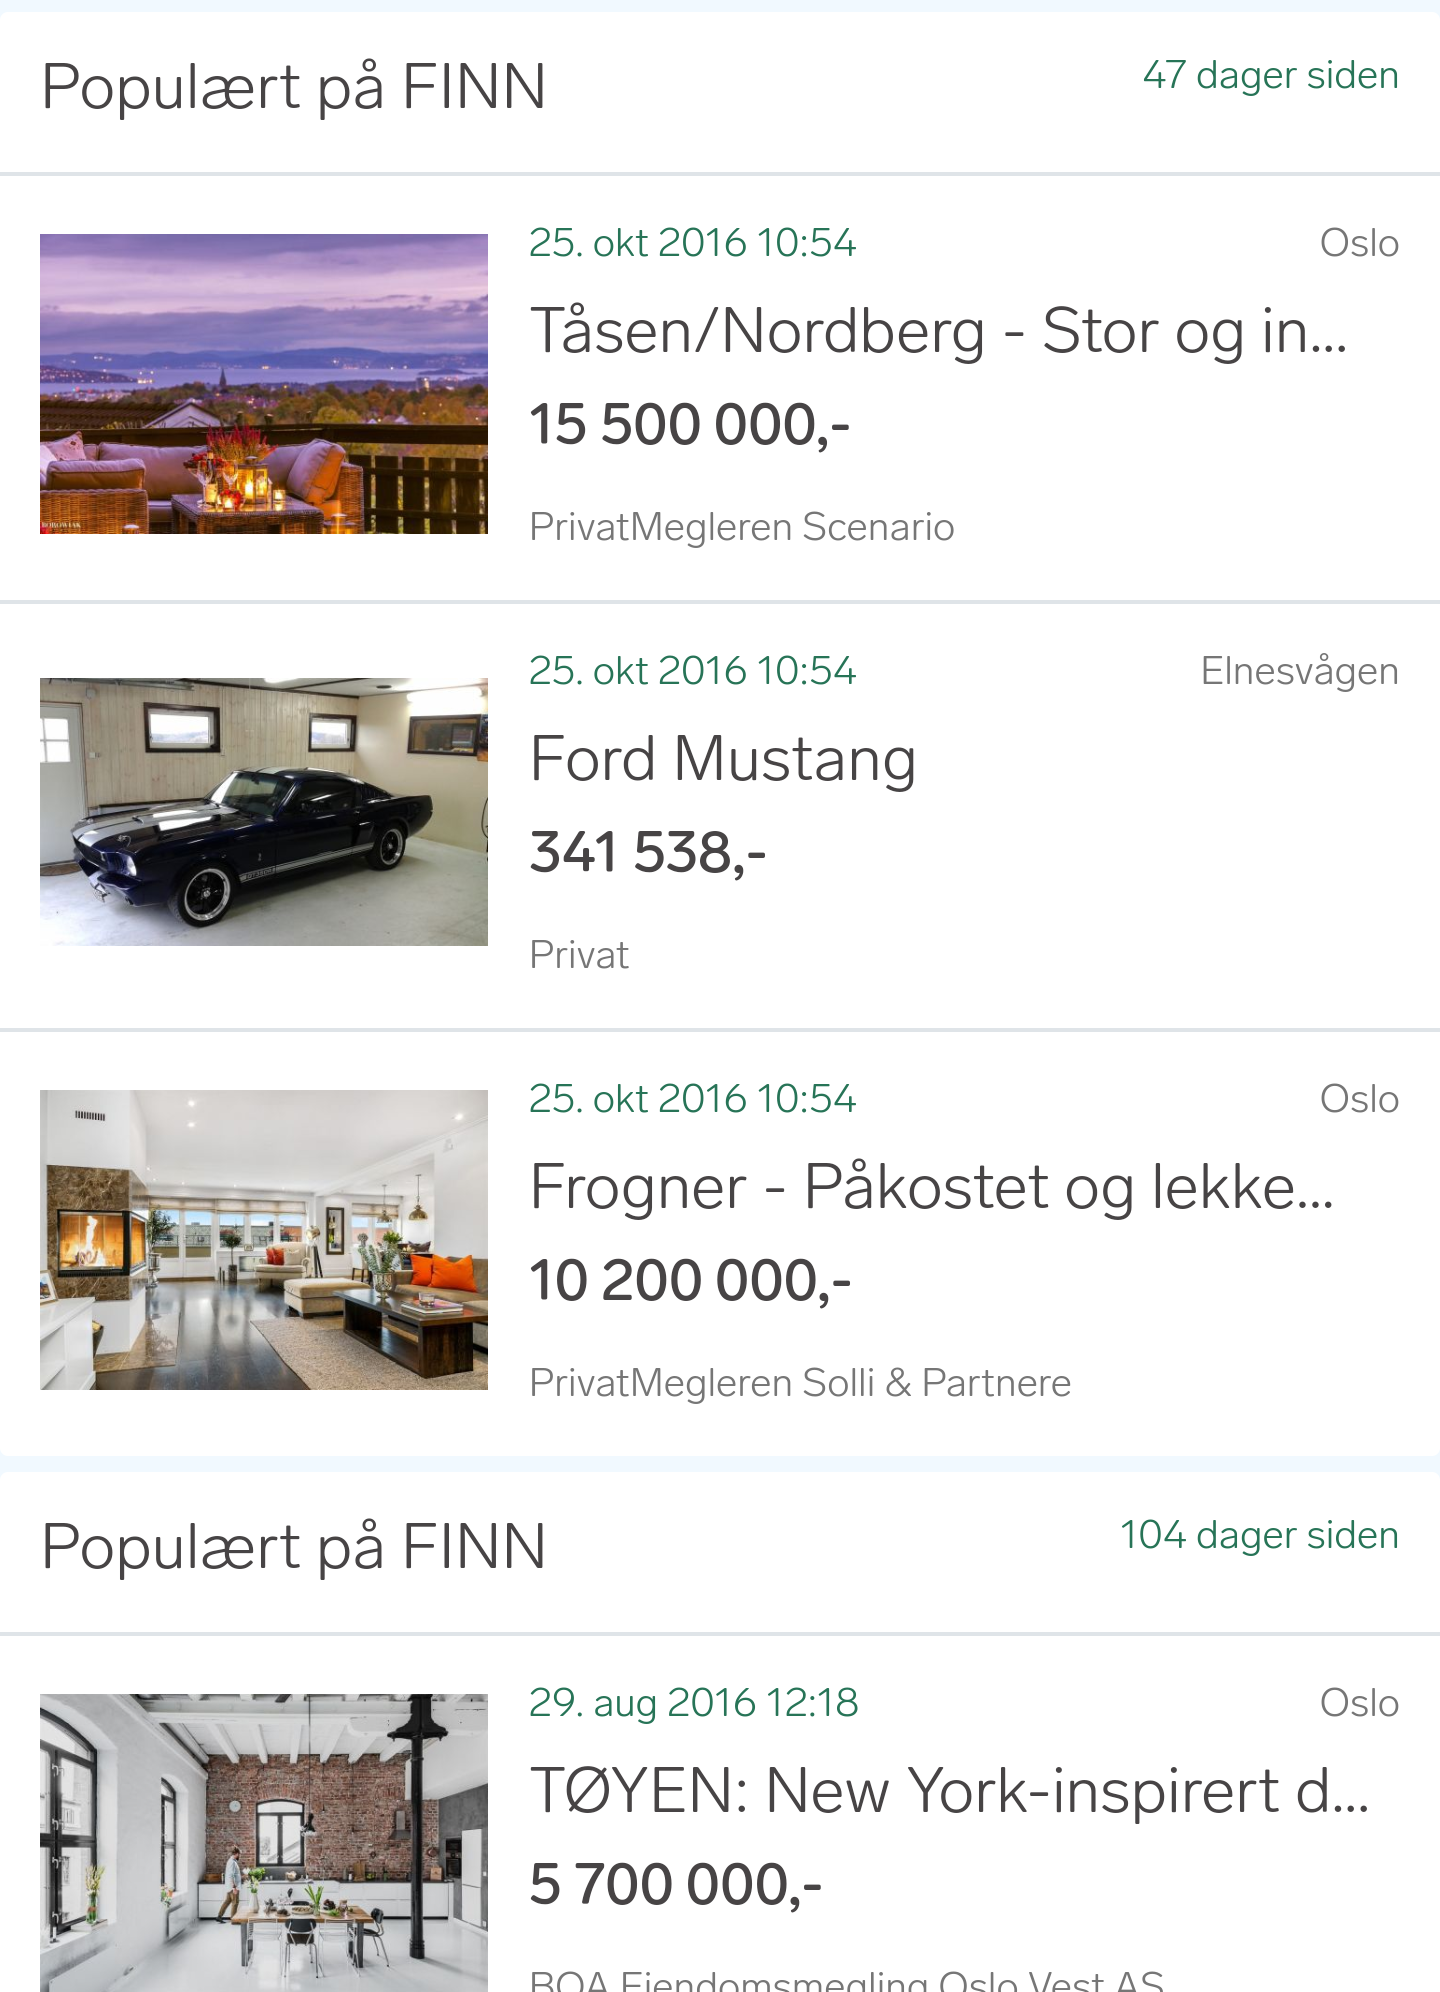 Populært på FINN
47 dager siden
25. okt 2016 10:54
Oslo
Tåsen/Nordberg - Stor og in...
15 500 000,-
PrivatMegleren Scenario
25. okt 2016 10:54
Elnesvågen
Ford Mustang
341 538,-
Privat
25. okt 2016 10:54
Oslo
Frogner - Påkostet og lekke...
10 200 000,-
PrivatMegleren Solli & Partnere
Populært på FINN
104 dager siden
29. aug 2016 12:18
Oslo
TØYEN: New York-inspirert d...
5 700 000,-
BOA Eiendomsmegling Oslo Vest AS